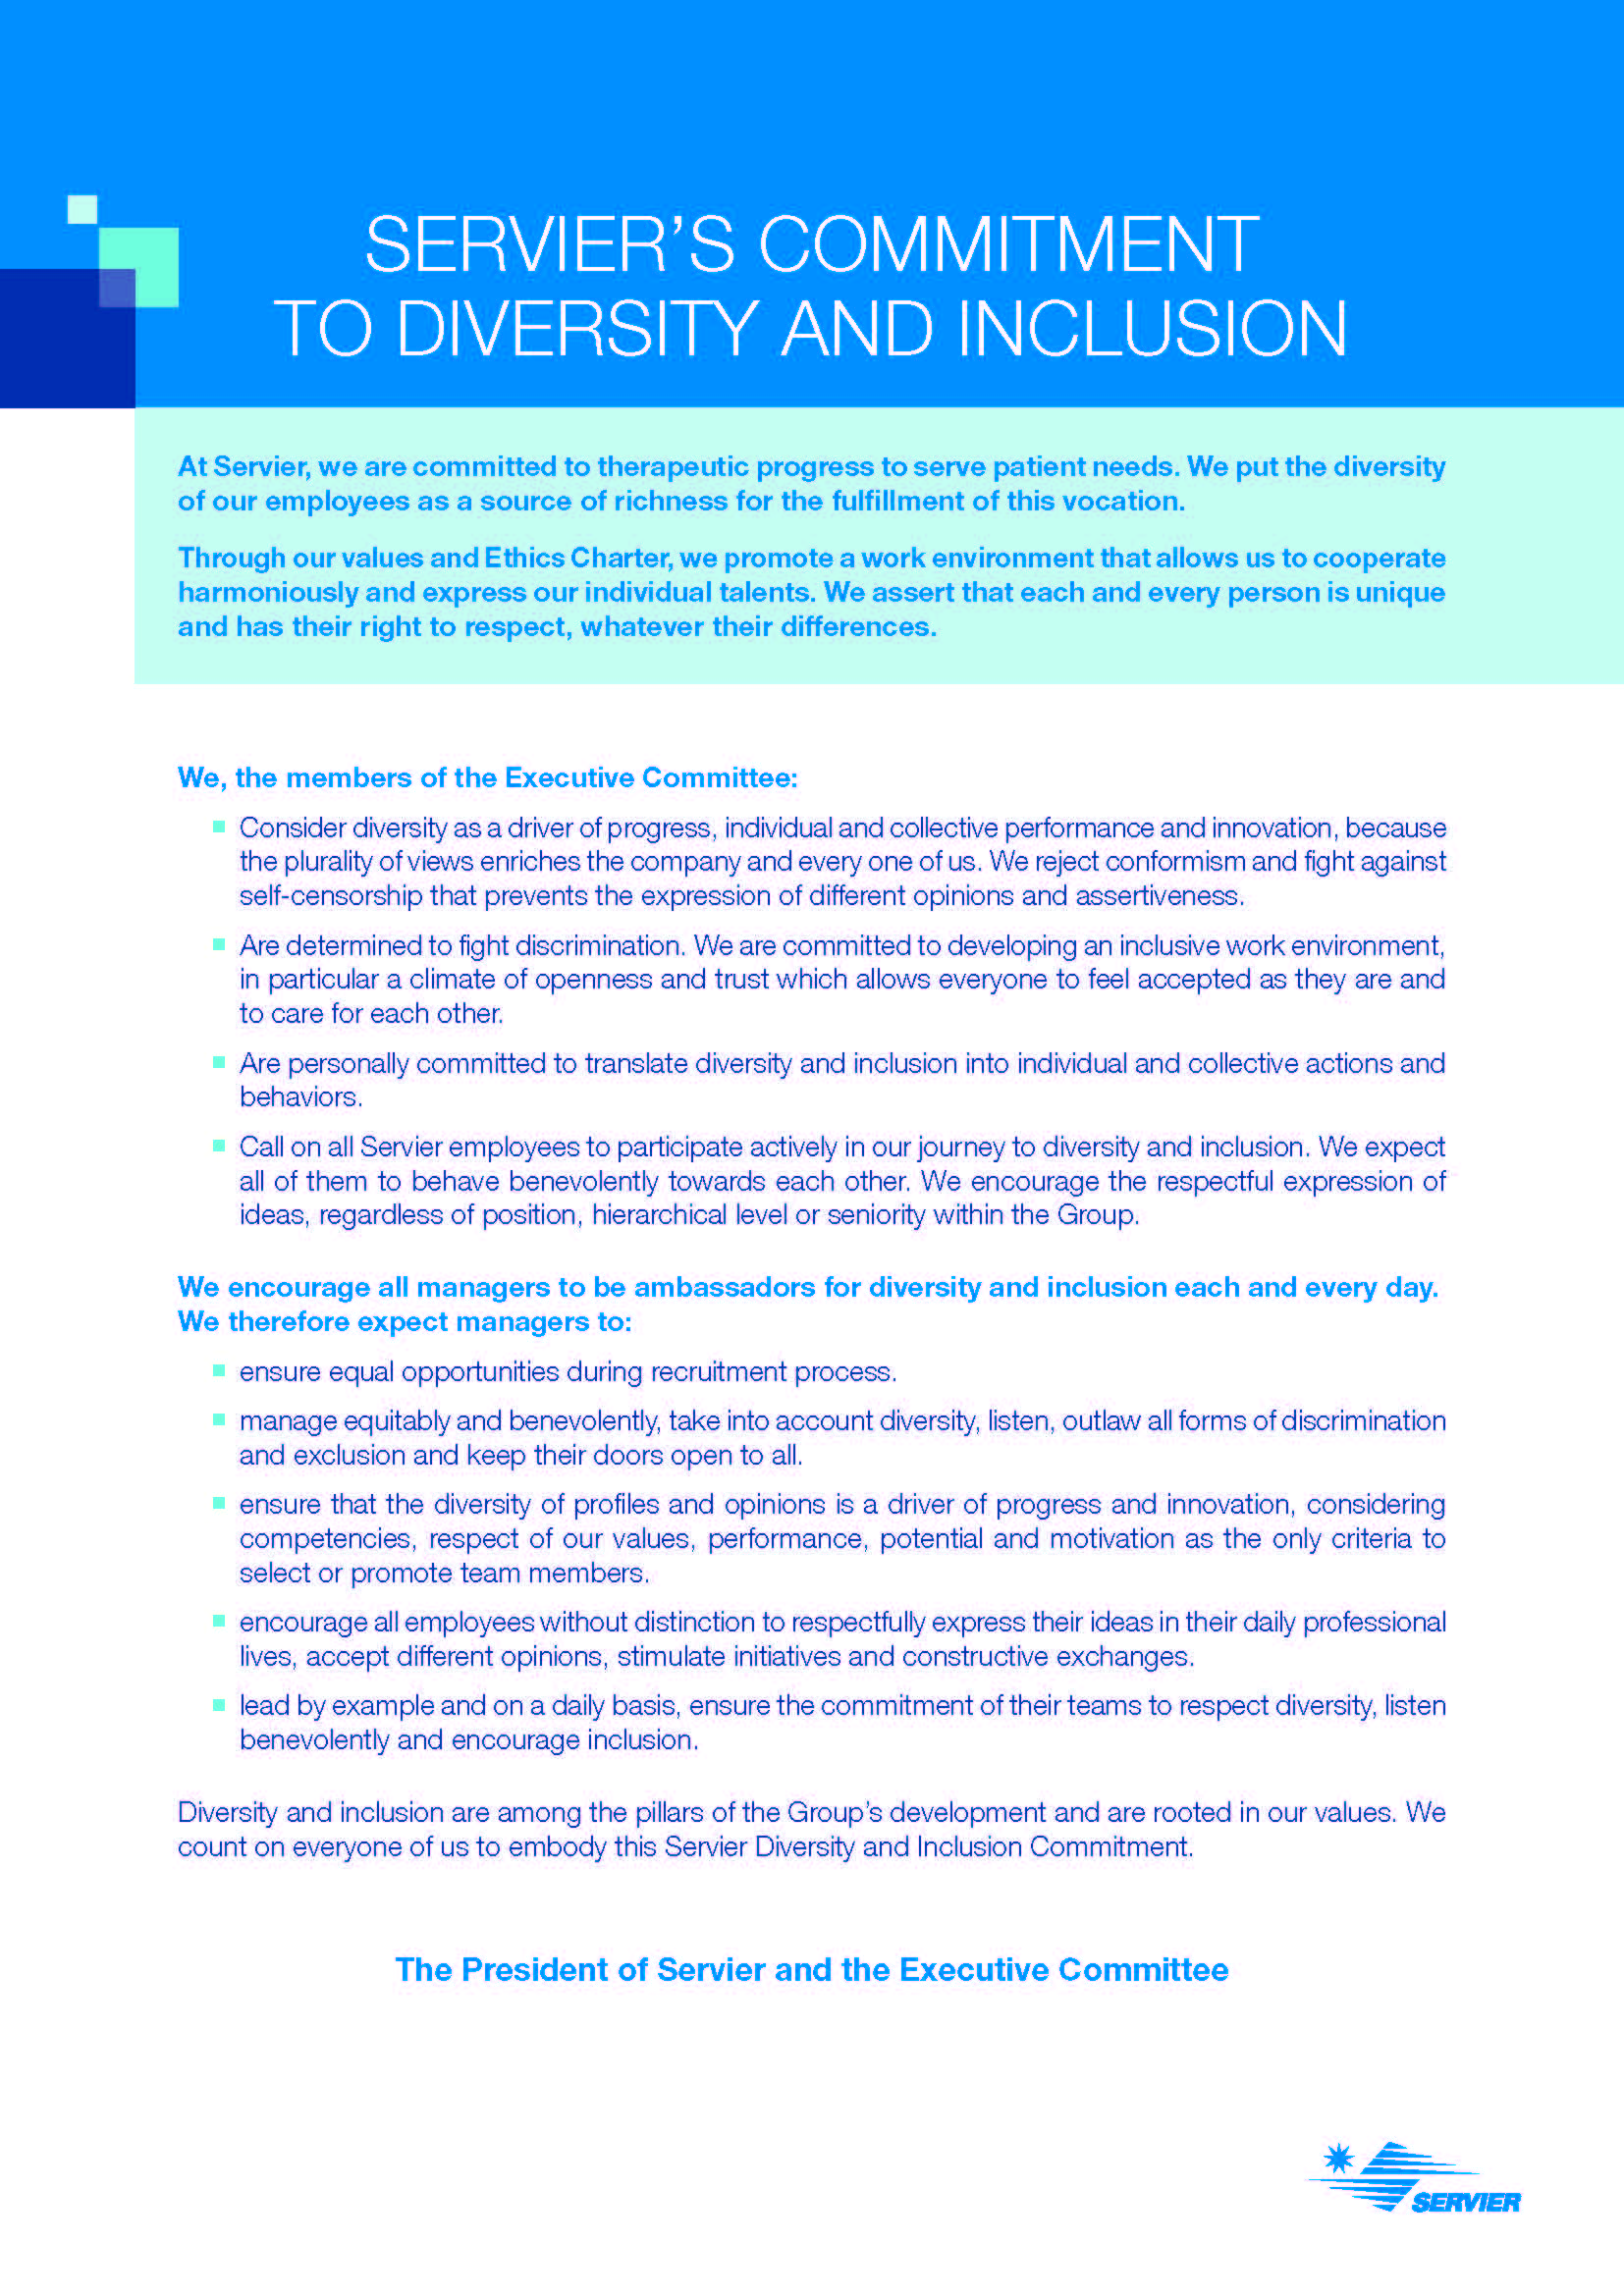 SERVIER’S COMMITMENT
TO DIVERSITY AND INCLUSION
At Servier, we are committed to therapeutic progress to serve patient needs. We put the diversity
of our employees as a source of richness for the fulfillment of this vocation.
Through our values and Ethics Charter, we promote a work environment that allows us to cooperate
harmoniously and express our individual talents. We assert that each and every person is unique
and has their right to respect, whatever their differences.
We, the members of the Executive Committee:
Consider diversity as a driver of progress, individual and collective performance and innovation, because
the plurality of views enriches the company and every one of us. We reject conformism and fight against
self-censorship that prevents the expression of different opinions and assertiveness.
Are determined to fight discrimination. We are committed to developing an inclusive work environment,
in particular a climate of openness and trust which allows everyone to feel accepted as they are and
to care for each other.
Are personally committed to translate diversity and inclusion into individual and collective actions and
behaviors.
Call on all Servier employees to participate actively in our journey to diversity and inclusion. We expect
all of them to behave benevolently towards each other. We encourage the respectful expression of
ideas, regardless of position, hierarchical level or seniority within the Group.
We encourage all managers to be ambassadors for diversity and inclusion each and every day.
We therefore expect managers to:
ensure equal opportunities during recruitment process.
manage equitably and benevolently, take into account diversity, listen, outlaw all forms of discrimination
and exclusion and keep their doors open to all.
ensure that the diversity of profiles and opinions is a driver of progress and innovation, considering
competencies, respect of our values, performance, potential and motivation as the only criteria to
select or promote team members.
encourage all employees without distinction to respectfully express their ideas in their daily professional
lives, accept different opinions, stimulate initiatives and constructive exchanges.
lead by example and on a daily basis, ensure the commitment of their teams to respect diversity, listen
benevolently and encourage inclusion.
Diversity and inclusion are among the pillars of the Group’s development and are rooted in our values. We
count on everyone of us to embody this Servier Diversity and Inclusion Commitment.
The President of Servier and the Executive Committee
SERVIER